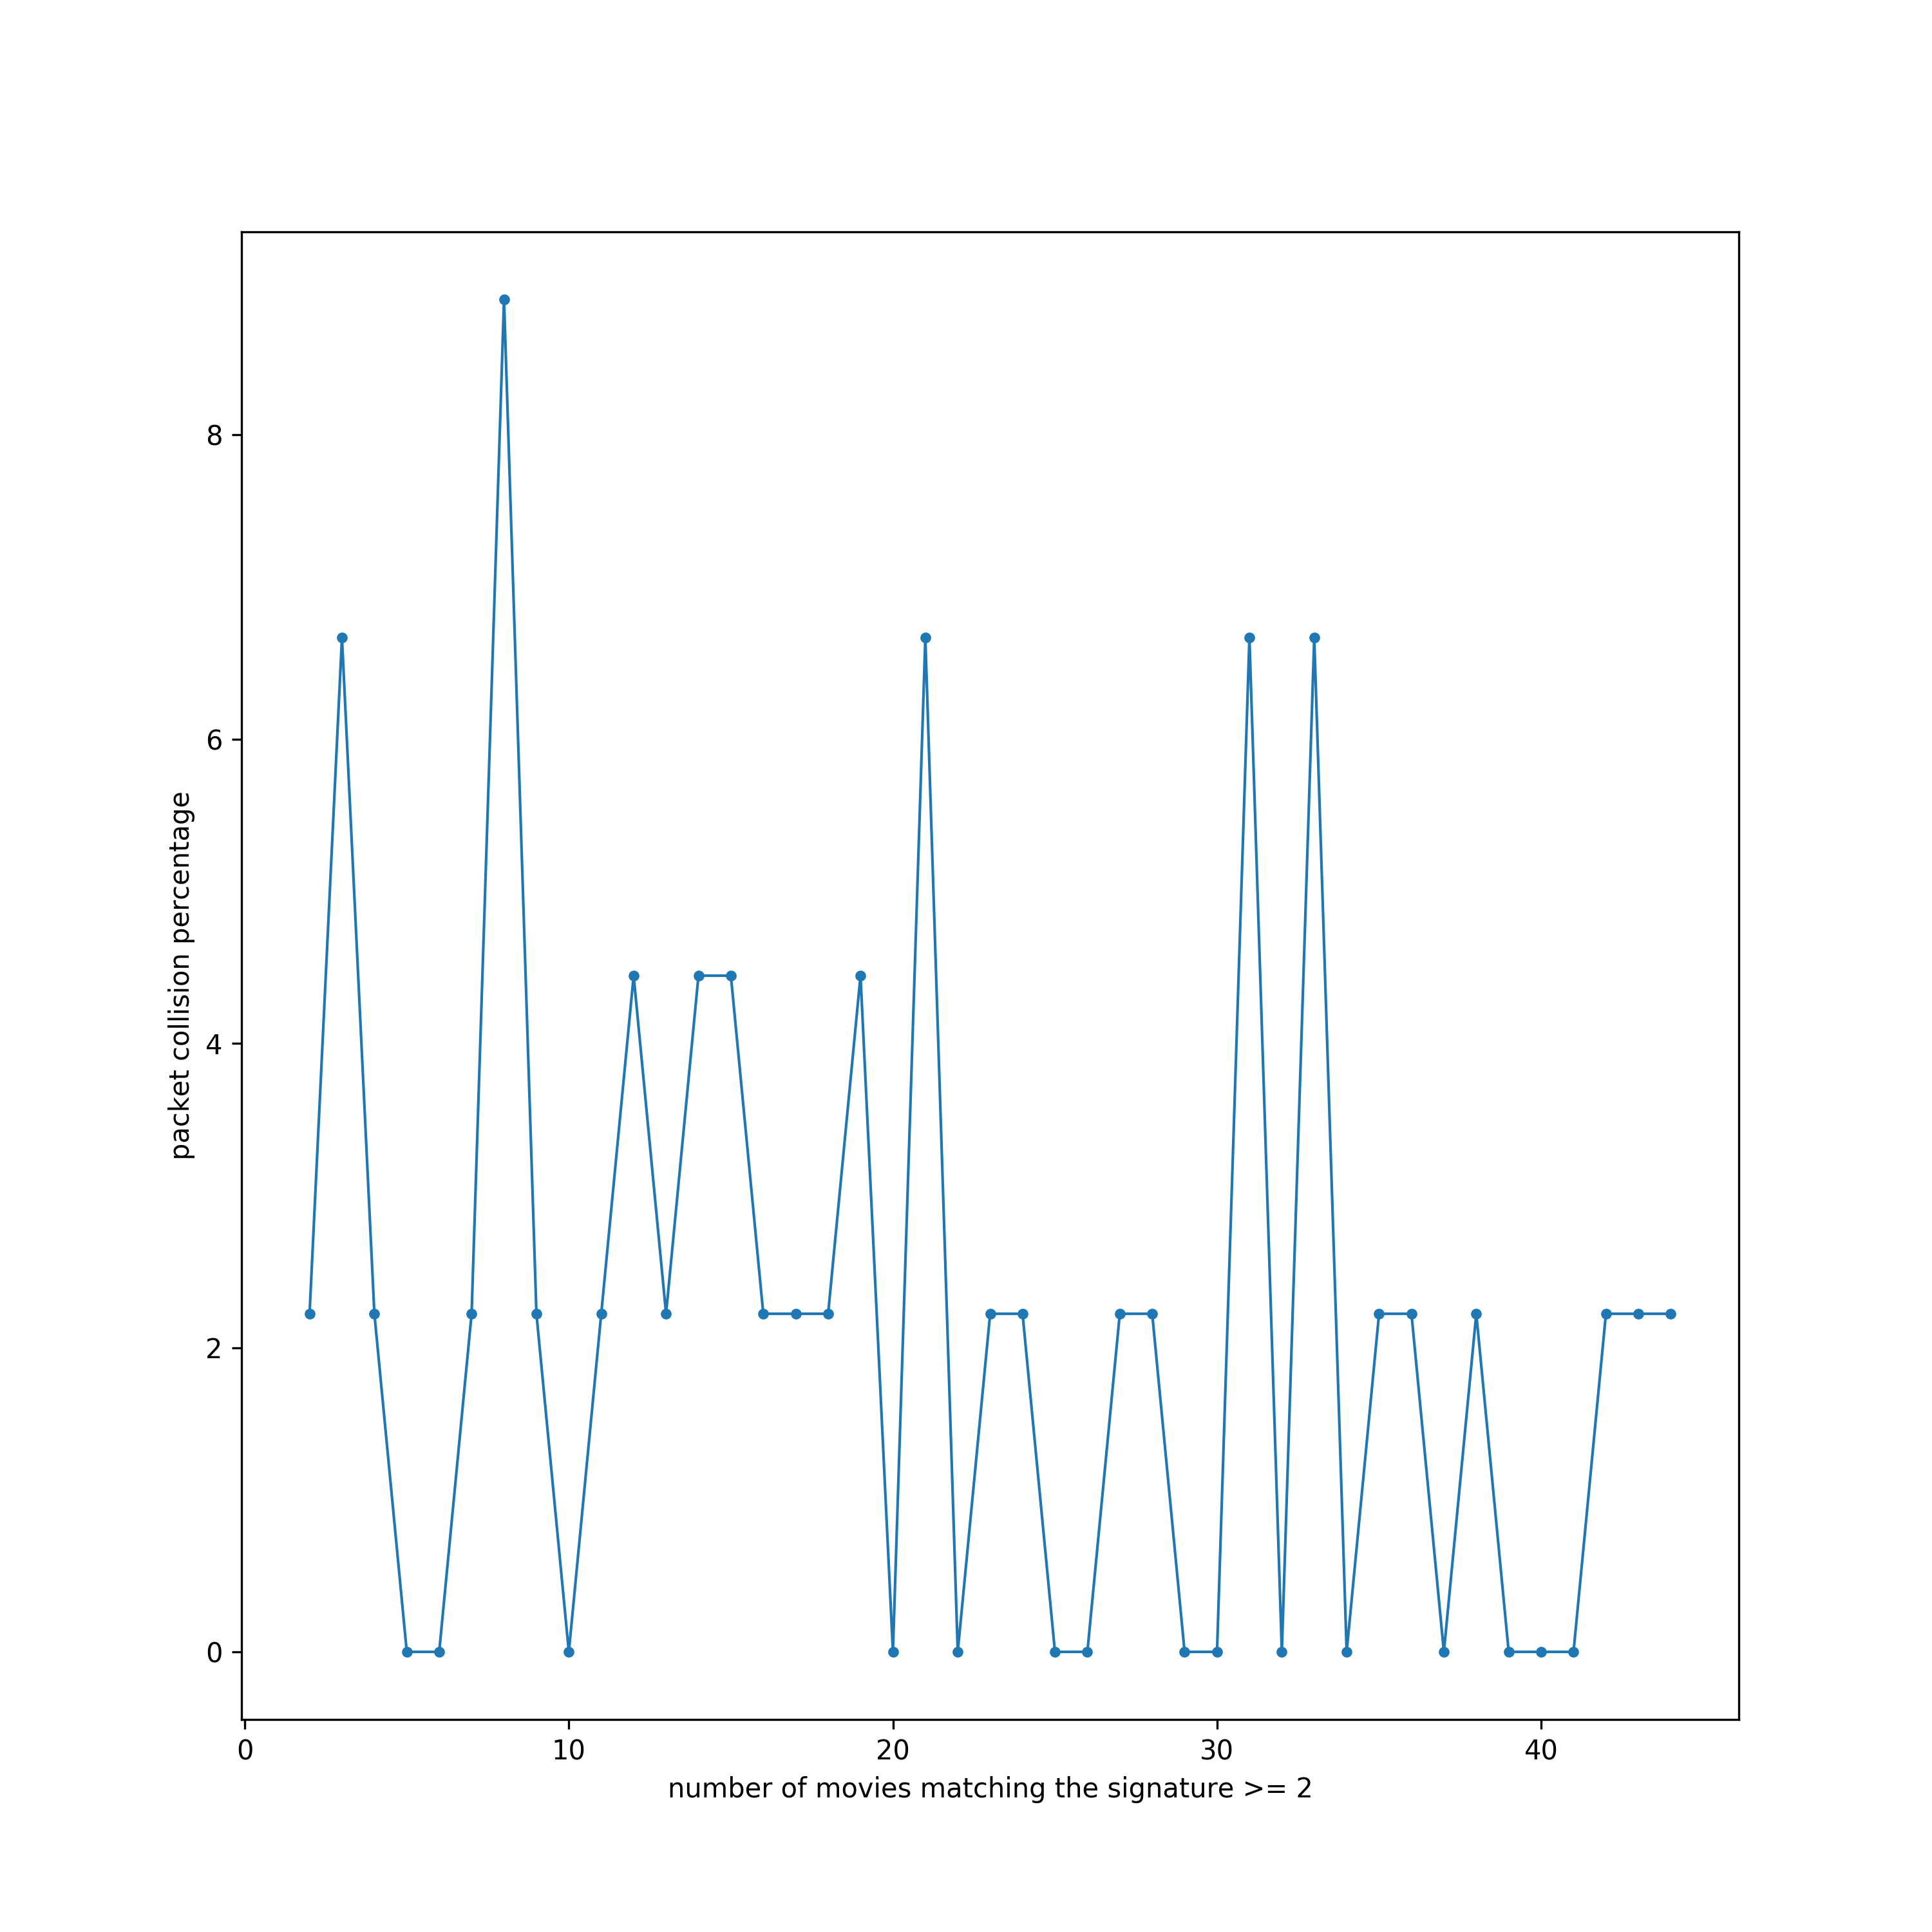 8
6
4
2
0
packet collision percentage
0 10 20 30 40
number of movies matching the signature >= 2